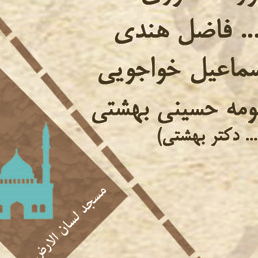 ... فاضل هندی
سماعیل خواجویی
ومه حسینی بهشتی
... دکتر بهشتی)
مسجد لسان الارض